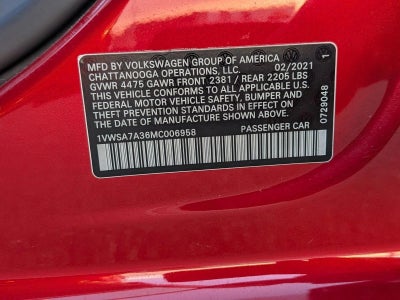 MFD BY VOLKSWAGEN GROUP OF AMERICA
CHATTANOOGA OPERATIONS, LLC. 02/2021 1
GVWR 4475 GAWR FRONT 2381 / REAR 2205 LBS
THIS VEHICLE CONFORMS TO ALL APPLICABLE U.S.
FEDERAL MOTOR VEHICLE SAFETY, BUMPER AND
THEFT PREVENTION STANDARDS IN EFFECT ON
THE DATE OF MANUFACTURE SHOWN ABOVE.
1VWSA7A36MC006958 PASSENGER CAR
0729048